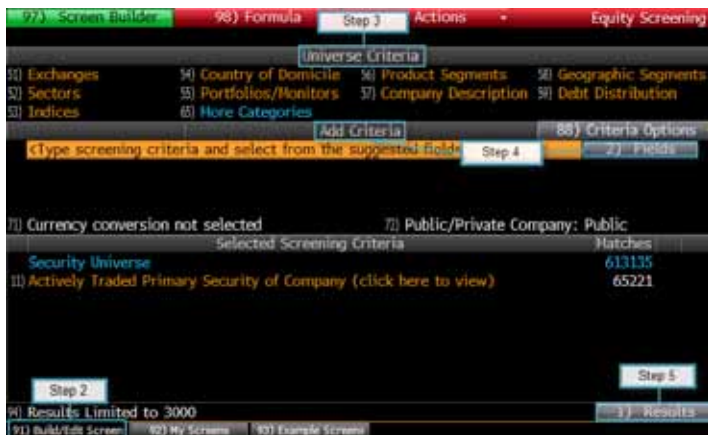 97) Screen Builder 98) Formula Step 3 Actions Equity Screening
Universe Criteria
51) Exchanges 54) Country of Domicile 56) Product Segments 58) Geographic Segments
52) Sectors 55) Portfolios/Monitors 57) Company Description 59) Debt Distribution
53) Indices 65) More Categories
Add Criteria 88) Criteria Options
<Type screening criteria and select from the suggested field Step 4 2) Fields
71) Currency conversion not selected 72) Public/Private Company: Public
Selected Screening Criteria Matches
Security Universe 613135
11) Actively Traded Primary Security of Company (click here to view) 65221
Step 5
Step 2
94) Results Limited to 3000 1) Results
91) Build/Edit Screen 92) My Screens 93) Example Screens